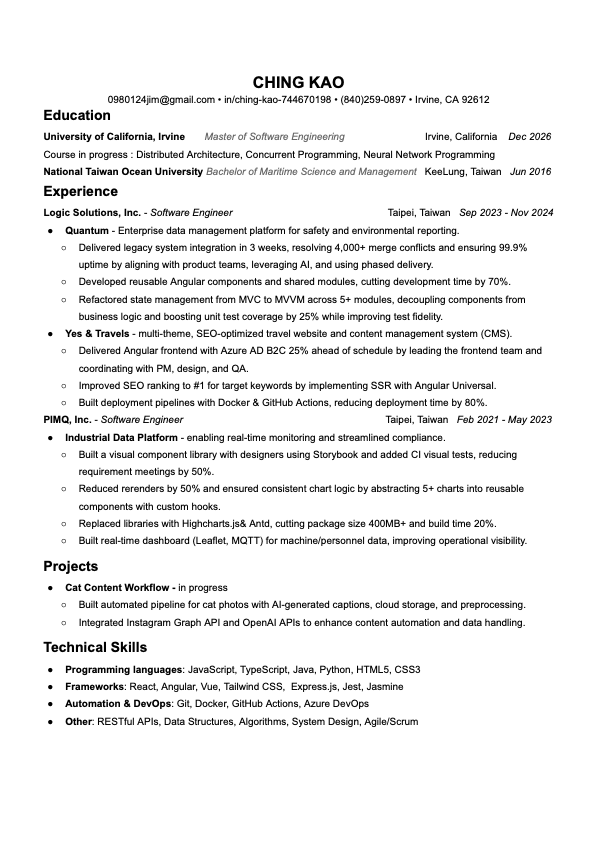 CHING KAO
0980124jim@gmail.com • in/ching-kao-744670198 • (840)259-0897 • Irvine, CA 92612
Education
University of California, Irvine Master of Software Engineering Irvine, California Dec 2026
Course in progress : Distributed Architecture, Concurrent Programming, Neural Network Programming
National Taiwan Ocean University Bachelor of Maritime Science and Management KeeLung, Taiwan Jun 2016
Experience
Logic Solutions, Inc. - Software Engineer Taipei, Taiwan Sep 2023 - Nov 2024
● Quantum - Enterprise data management platform for safety and environmental reporting.
○ Delivered legacy system integration in 3 weeks, resolving 4,000+ merge conflicts and ensuring 99.9%
uptime by aligning with product teams, leveraging AI, and using phased delivery.
○ Developed reusable Angular components and shared modules, cutting development time by 70%.
○ Refactored state management from MVC to MVVM across 5+ modules, decoupling components from
business logic and boosting unit test coverage by 25% while improving test fidelity.
● Yes & Travels - multi-theme, SEO-optimized travel website and content management system (CMS).
○ Delivered Angular frontend with Azure AD B2C 25% ahead of schedule by leading the frontend team and
coordinating with PM, design, and QA.
○ Improved SEO ranking to #1 for target keywords by implementing SSR with Angular Universal.
○ Built deployment pipelines with Docker & GitHub Actions, reducing deployment time by 80%.
PIMQ, Inc. - Software Engineer Taipei, Taiwan Feb 2021 - May 2023
● Industrial Data Platform - enabling real-time monitoring and streamlined compliance.
○ Built a visual component library with designers using Storybook and added CI visual tests, reducing
requirement meetings by 50%.
○ Reduced rerenders by 50% and ensured consistent chart logic by abstracting 5+ charts into reusable
components with custom hooks.
○ Replaced libraries with Highcharts.js& Antd, cutting package size 400MB+ and build time 20%.
○ Built real-time dashboard (Leaflet, MQTT) for machine/personnel data, improving operational visibility.
Projects
● Cat Content Workflow - in progress
○ Built automated pipeline for cat photos with AI-generated captions, cloud storage, and preprocessing.
○ Integrated Instagram Graph API and OpenAI APIs to enhance content automation and data handling.
Technical Skills
● Programming languages: JavaScript, TypeScript, Java, Python, HTML5, CSS3
● Frameworks: React, Angular, Vue, Tailwind CSS, Express.js, Jest, Jasmine
● Automation & DevOps: Git, Docker, GitHub Actions, Azure DevOps
● Other: RESTful APIs, Data Structures, Algorithms, System Design, Agile/Scrum